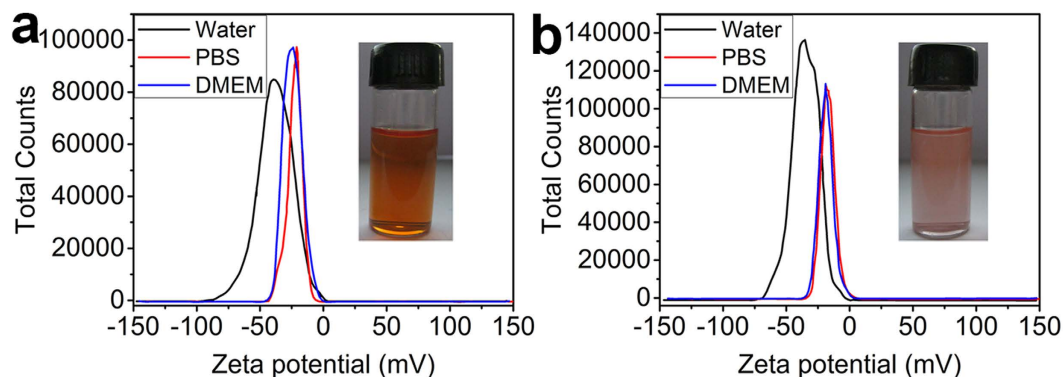 a
Water
PBS
DMEM
100000
80000
60000
40000
20000
0
Total Counts
-150 -100 -50 0 50 100 150
Zeta potential (mV)
b
Water
PBS
DMEM
140000
120000
100000
80000
60000
40000
20000
0
Total Counts
-150 -100 -50 0 50 100 150
Zeta potential (mV)